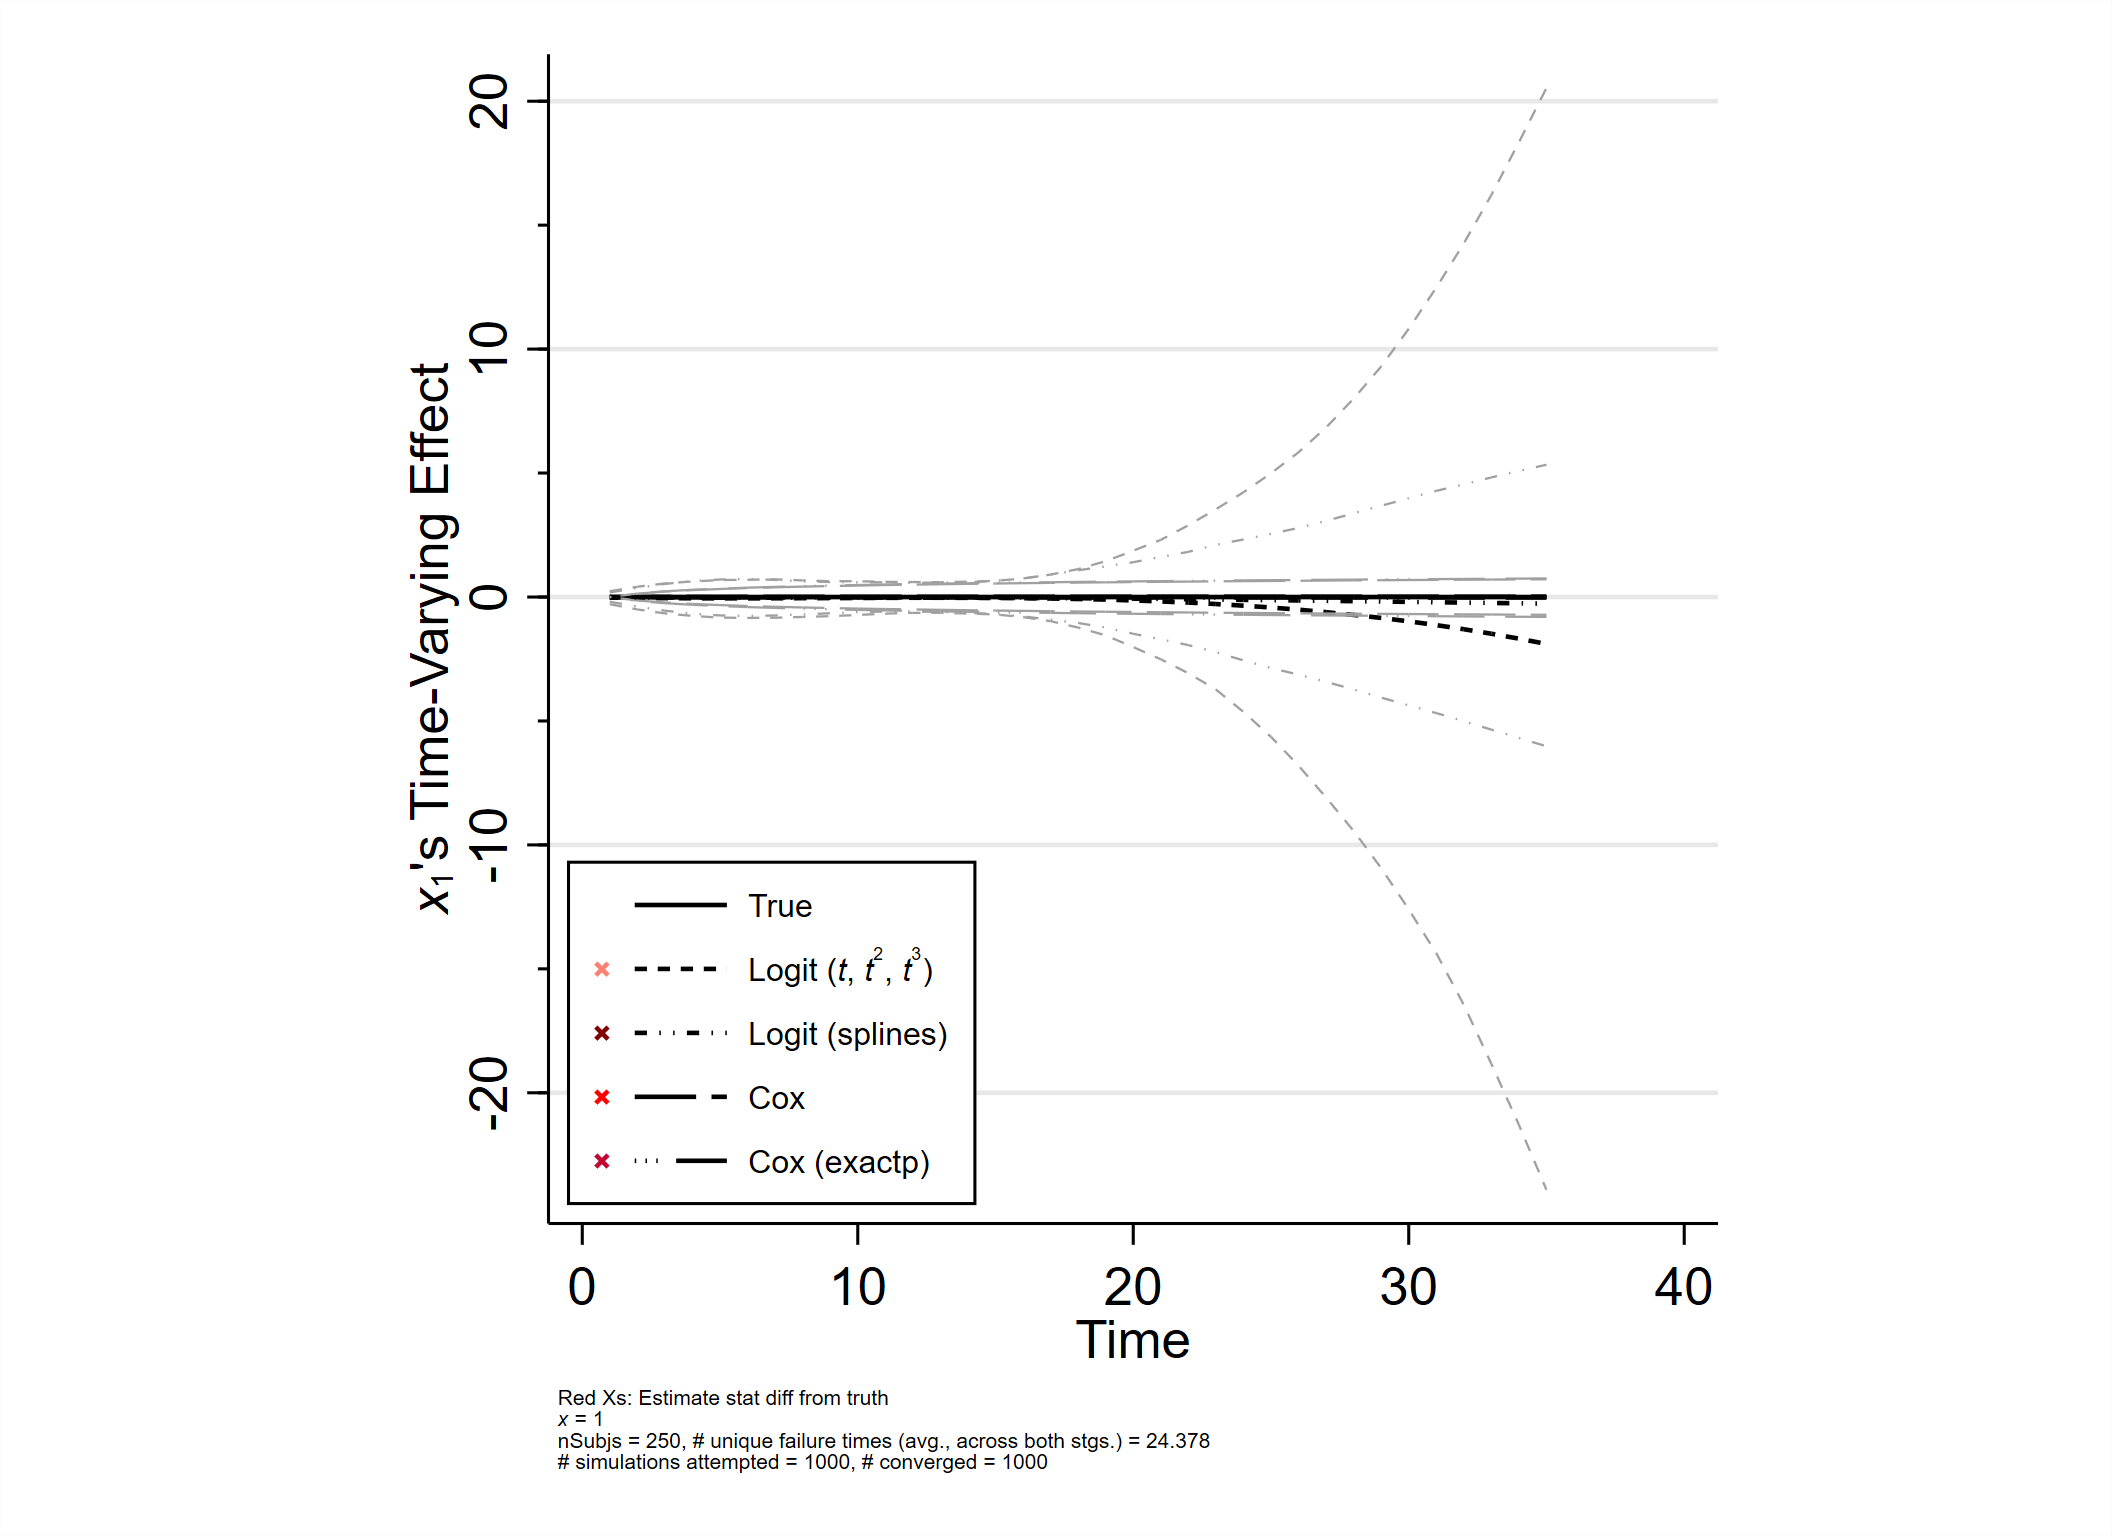 x₁'s Time-Varying Effect
20
10
0
-10
-20
True
Logit (t, t², t³)
Logit (splines)
Cox
Cox (exactp)
0 10 20 30 40
Time
Red Xs: Estimate stat diff from truth
x = 1
nSubjs = 250, # unique failure times (avg., across both stgs.) = 24.378
# simulations attempted = 1000, # converged = 1000